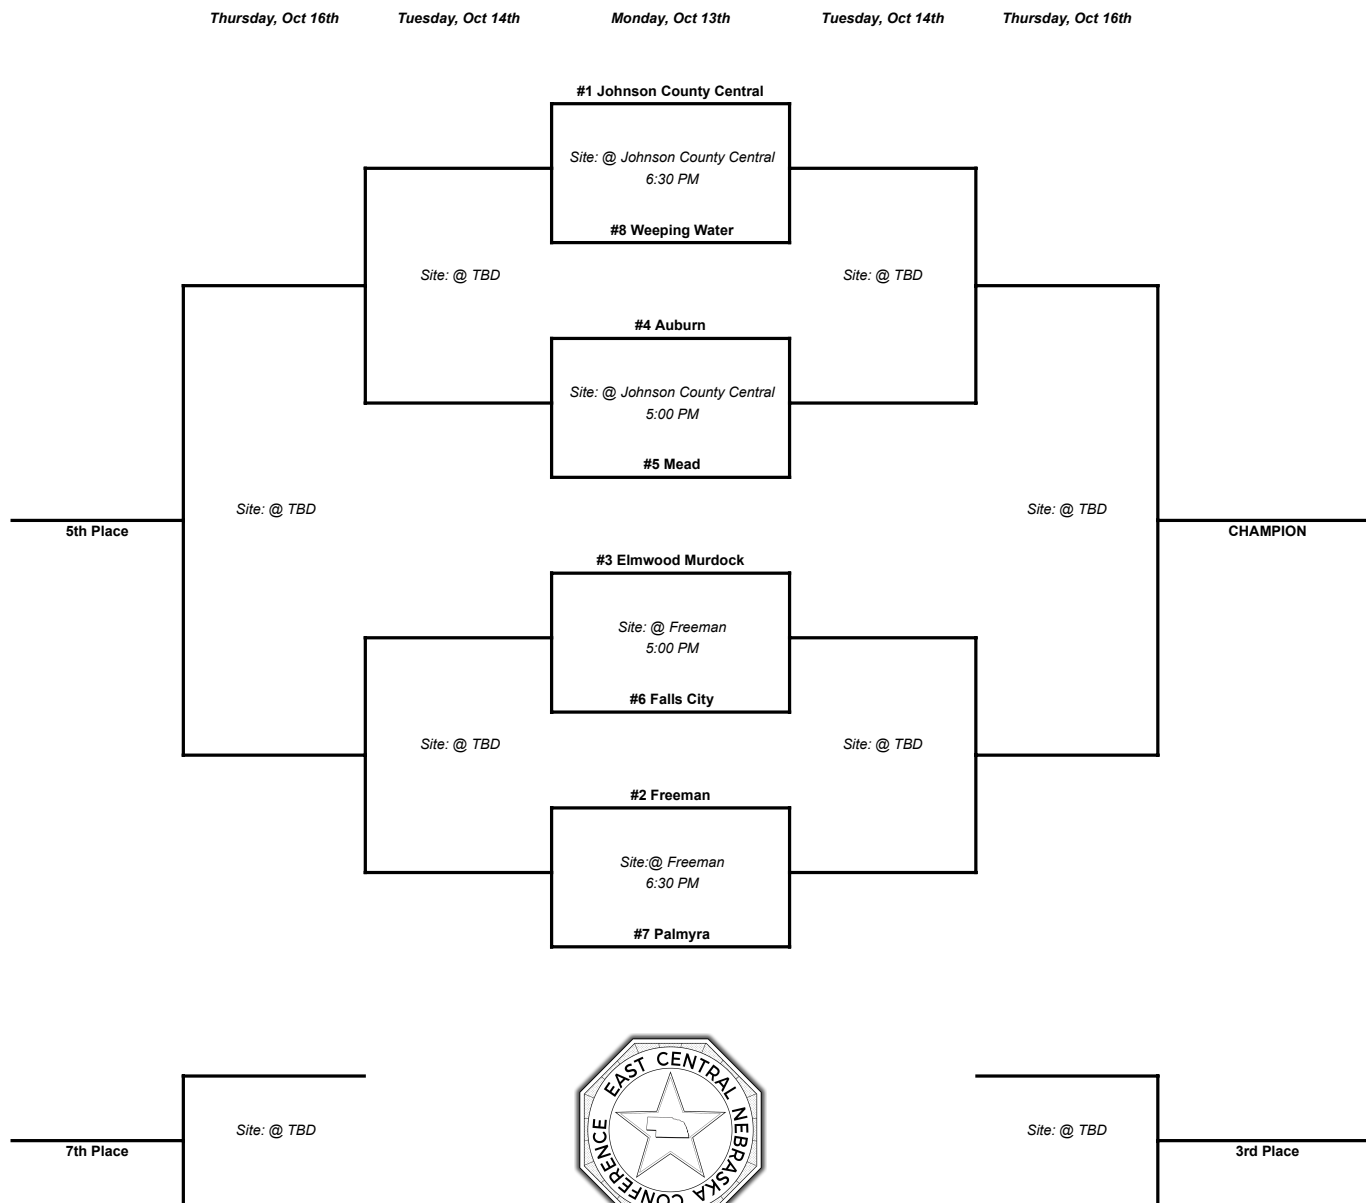 Thursday, Oct 16th Tuesday, Oct 14th Monday, Oct 13th Tuesday, Oct 14th Thursday, Oct 16th
#1 Johnson County Central
Site: @ Johnson County Central
6:30 PM
#8 Weeping Water
Site: @ TBD Site: @ TBD
#4 Auburn
Site: @ Johnson County Central
5:00 PM
#5 Mead
Site: @ TBD Site: @ TBD
5th Place CHAMPION
#3 Elmwood Murdock
Site: @ Freeman
5:00 PM
#6 Falls City
Site: @ TBD Site: @ TBD
#2 Freeman
Site:@ Freeman
6:30 PM
#7 Palmyra
EAST CENTRAL NEBRASKA CONFERENCE
Site: @ TBD Site: @ TBD
7th Place 3rd Place